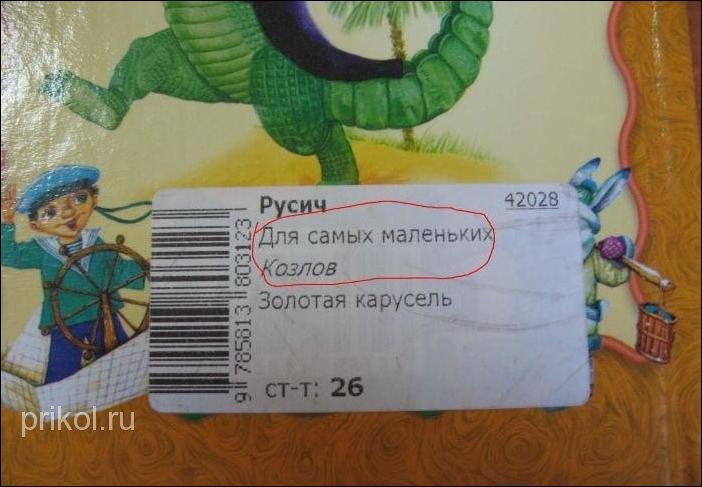 Русич
42028
Для самых маленьких
Козлов
Золотая карусель
ст-т: 26
9 785813 803123
prikol.ru